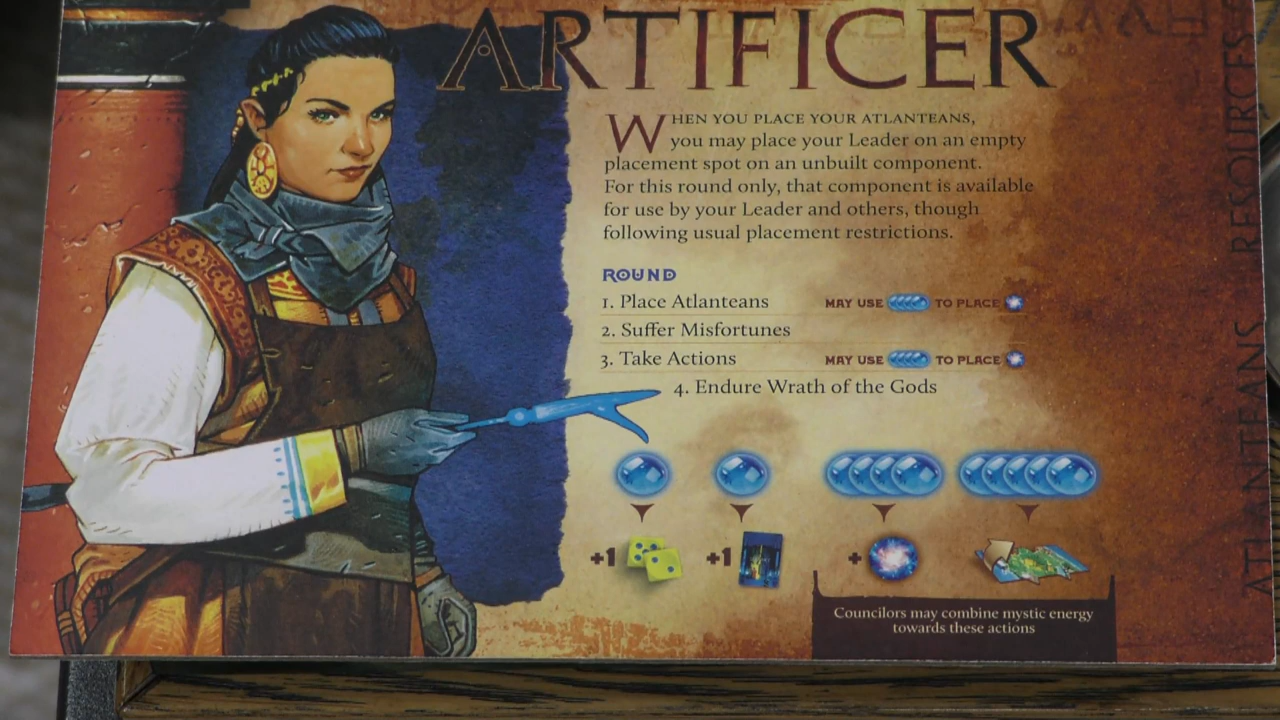 ARTIFICER
WHEN YOU PLACE YOUR ATLANTEANS,
you may place your Leader on an empty
placement spot on an unbuilt component.
For this round only, that component is available
for use by your Leader and others, though
following usual placement restrictions.
ROUND
1. Place Atlanteans MAY USE TO PLACE
2. Suffer Misfortunes
3. Take Actions MAY USE TO PLACE
4. Endure Wrath of the Gods
+1 +1 +
Councilors may combine mystic energy
towards these actions
ATLANTEANS RESOURCES